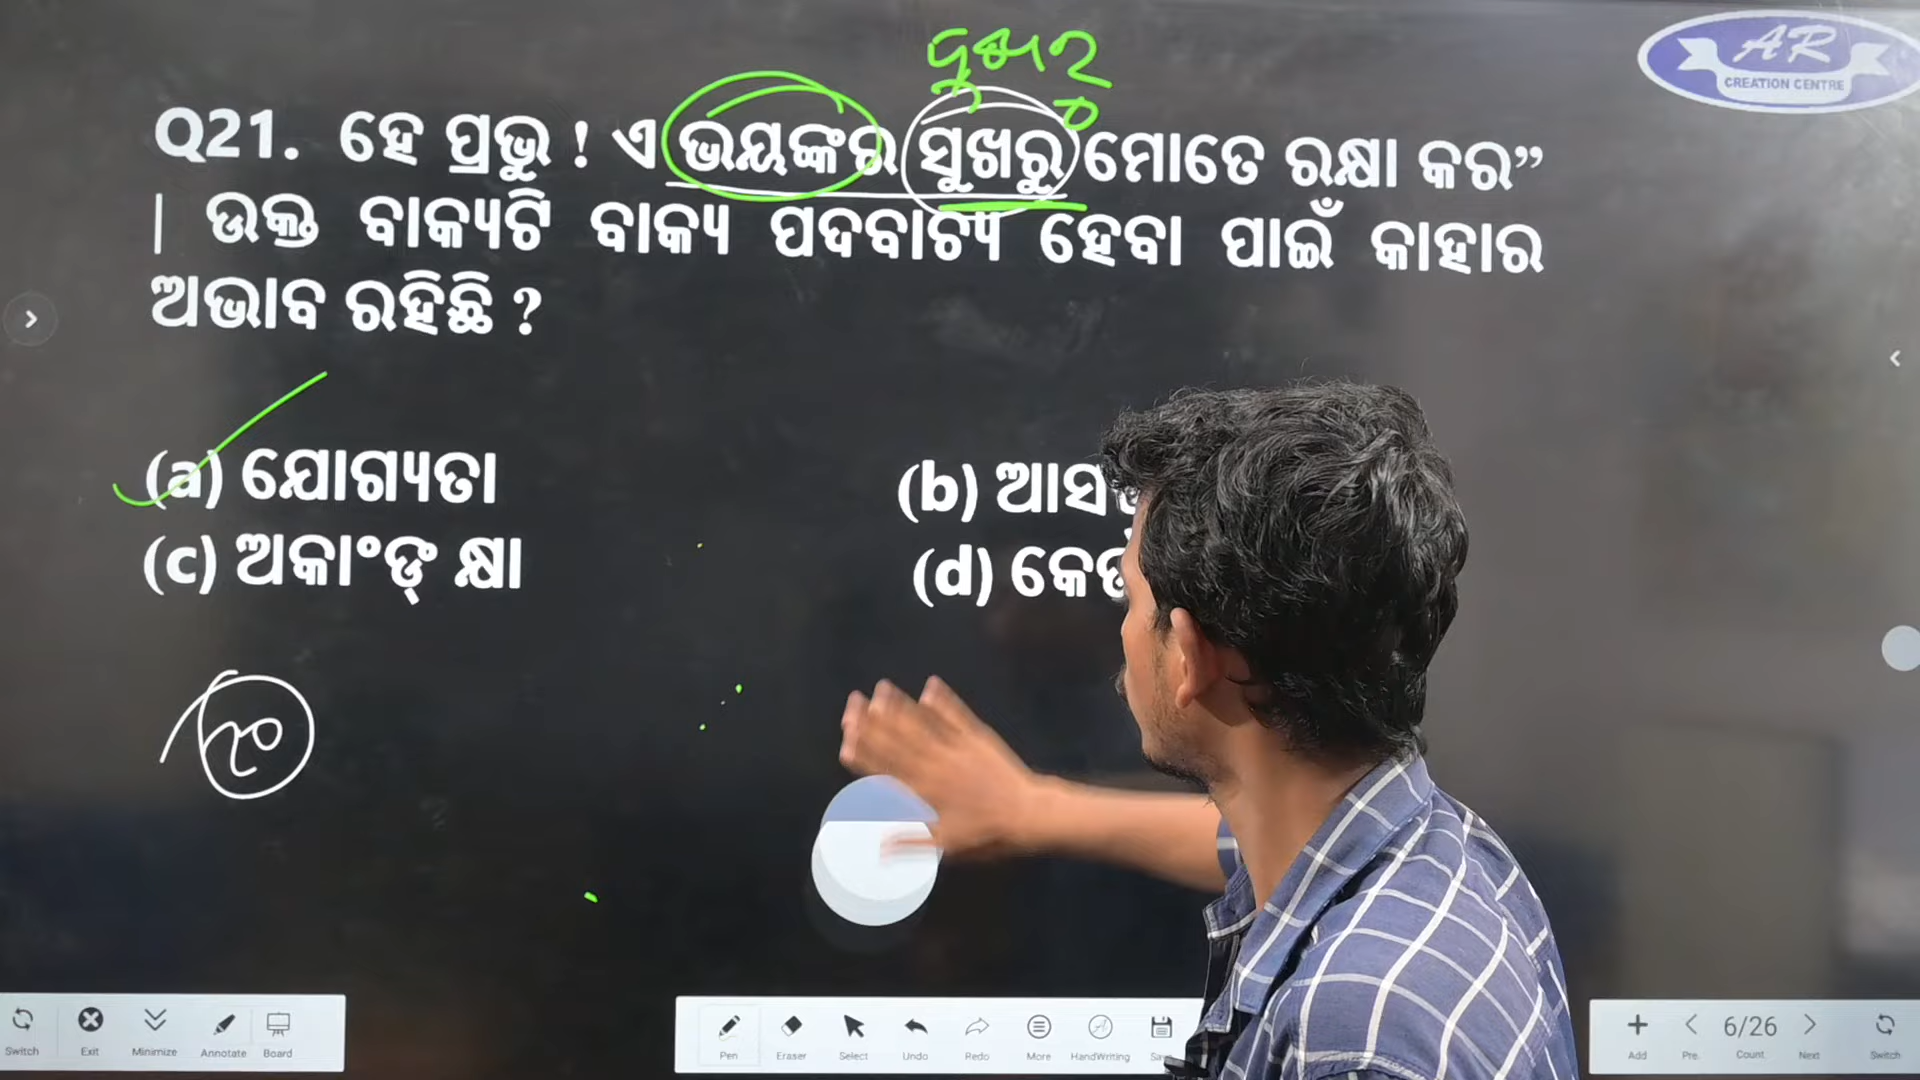 ଦୁଃଖରୁ
AR
CREATION CENTRE
Q21. ହେ ପ୍ରଭୁ ! ଏ ଭୟଙ୍କର ସୁଖରୁ ମୋତେ ରକ୍ଷା କର”
| ଉକ୍ତ ବାକ୍ୟଟି ବାକ୍ୟ ପଦବାଚ୍ୟ ହେବା ପାଇଁ କାହାର
ଅଭାବ ରହିଛି ?
(a) ଯୋଗ୍ୟତା
(b)
(c) ଅକାଂଙ୍ କ୍ଷା
(d)
Switch Exit Minimize Annotate Board
Pen Eraser Select Undo Redo More HandWriting
6/26
Add Pre. Count Next Switch